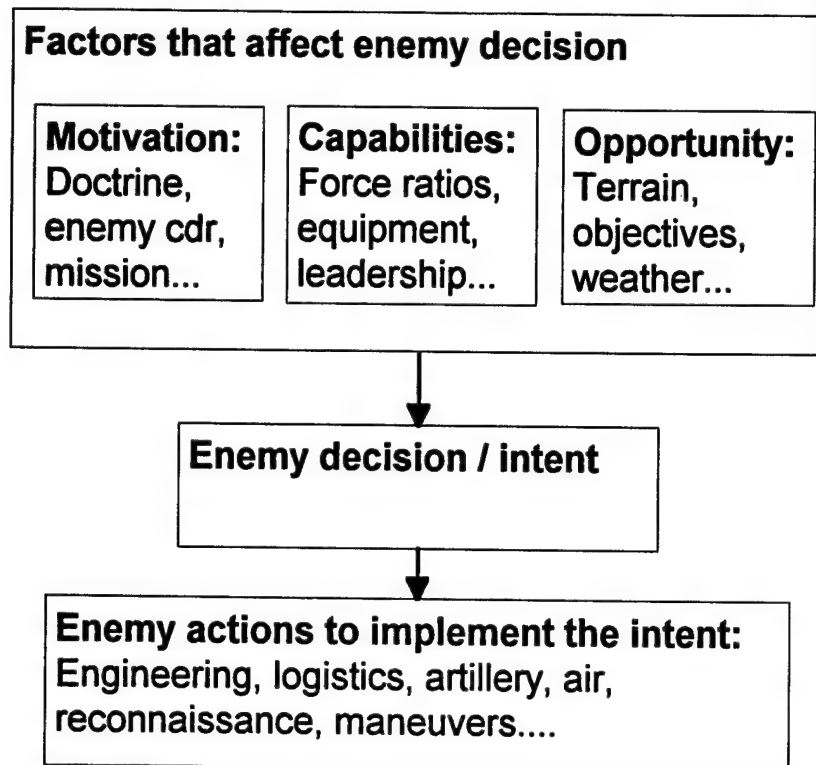 Factors that affect enemy decision
Motivation:
Doctrine,
enemy cdr,
mission...
Capabilities:
Force ratios,
equipment,
leadership...
Opportunity:
Terrain,
objectives,
weather...
Enemy decision / intent
Enemy actions to implement the intent:
Engineering, logistics, artillery, air,
reconnaissance, maneuvers....